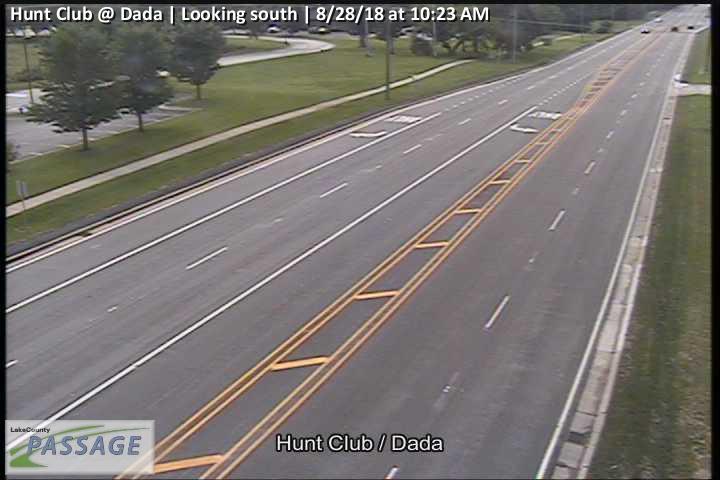 Hunt Club @ Dada | Looking south | 8/28/18 at 10:23 AM
LakeCounty
PASSAGE
Hunt Club / Dada